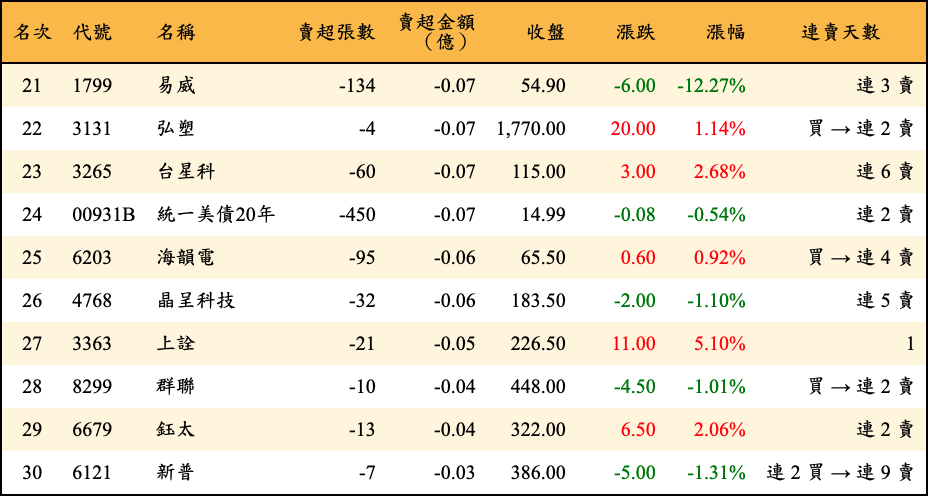 名次 代號 名稱 賣超張數 賣超金額（億） 收盤 漲跌 漲幅 連賣天數
21 1799 易威 -134 -0.07 54.90 -6.00 -12.27% 連 3 賣
22 3131 弘塑 -4 -0.07 1,770.00 20.00 1.14% 買 → 連 2 賣
23 3265 台星科 -60 -0.07 115.00 3.00 2.68% 連 6 賣
24 00931B 統一美債20年 -450 -0.07 14.99 -0.08 -0.54% 連 2 賣
25 6203 海韻電 -95 -0.06 65.50 0.60 0.92% 買 → 連 4 賣
26 4768 晶呈科技 -32 -0.06 183.50 -2.00 -1.10% 連 5 賣
27 3363 上詮 -21 -0.05 226.50 11.00 5.10% 1
28 8299 群聯 -10 -0.04 448.00 -4.50 -1.01% 買 → 連 2 賣
29 6679 鈺太 -13 -0.04 322.00 6.50 2.06% 連 2 賣
30 6121 新普 -7 -0.03 386.00 -5.00 -1.31% 連 2 買 → 連 9 賣